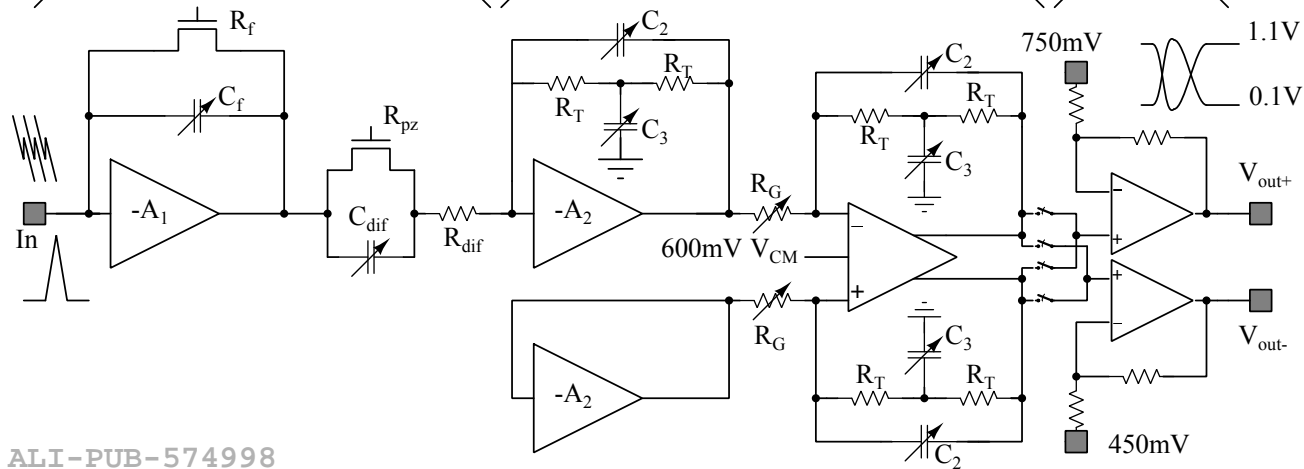 R_f
C_f
-A_1
In
R_pz
C_dif
R_dif
C_2
R_T
R_T
C_3
-A_2
R_G
600mV V_CM
-A_2
R_G
C_2
R_T
R_T
C_3
−
+
C_3
R_T
R_T
C_2
750mV
1.1V
0.1V
−
+
V_out+
+
−
V_out-
450mV
ALI-PUB-574998